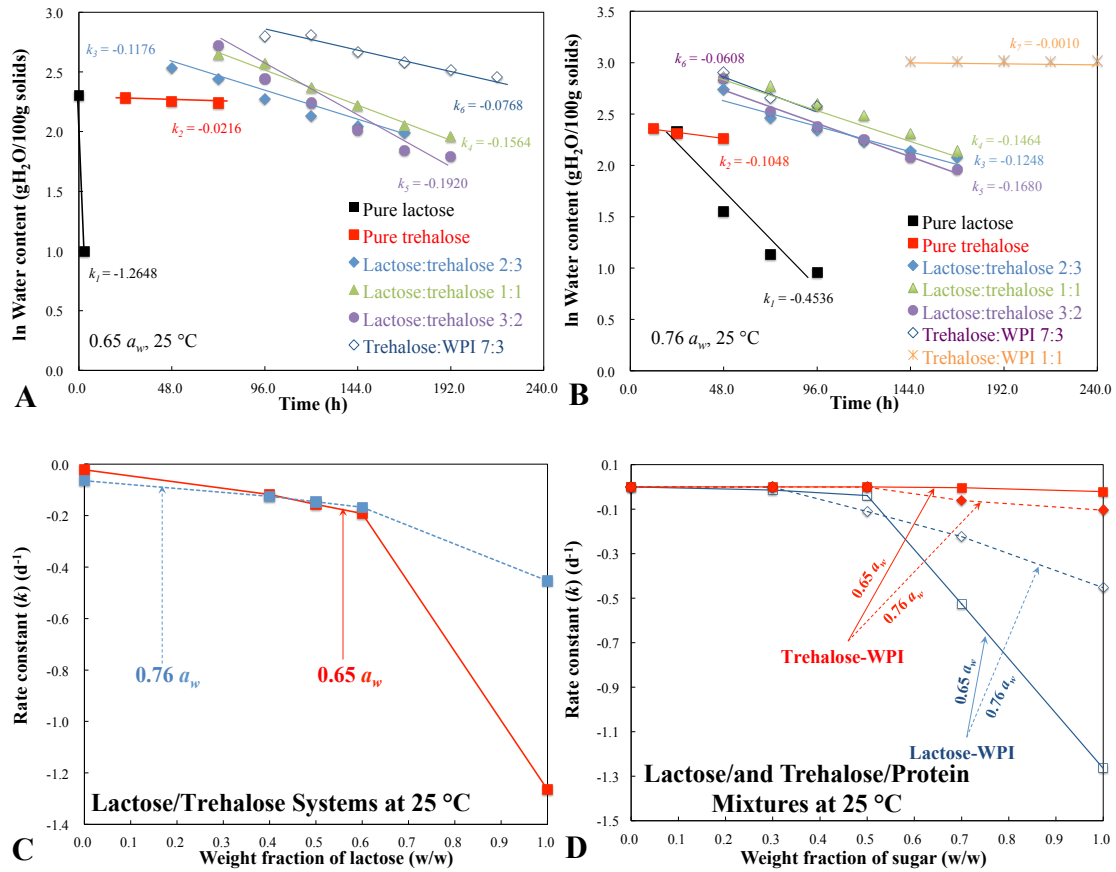 ln Water content (gH₂O/100g solids)
3.0
2.5
2.0
1.5
1.0
0.5
0.0
0.0
48.0
96.0
144.0
192.0
240.0
Time (h)
A
k₃ = -0.1176
k₂ = -0.0216
k₆ = -0.0768
k₄ = -0.1564
k₅ = -0.1920
k₁ = -1.2648
Pure lactose
Pure trehalose
Lactose:trehalose 2:3
Lactose:trehalose 1:1
Lactose:trehalose 3:2
Trehalose:WPI 7:3
0.65 a_w, 25 °C
ln Water content (gH₂O/100g solids)
3.5
3.0
2.5
2.0
1.5
1.0
0.5
0.0
0.0
48.0
96.0
144.0
192.0
240.0
Time (h)
B
k₇ = -0.0010
k₆ = -0.0608
k₂ = -0.1048
k₄ = -0.1464
k₃ = -0.1248
k₅ = -0.1680
k₁ = -0.4536
Pure lactose
Pure trehalose
Lactose:trehalose 2:3
Lactose:trehalose 1:1
Lactose:trehalose 3:2
Trehalose:WPI 7:3
Trehalose:WPI 1:1
0.76 a_w, 25 °C
Rate constant (k) (d⁻¹)
0.0
-0.2
-0.4
-0.6
-0.8
-1.0
-1.2
-1.4
0.0
0.1
0.2
0.3
0.4
0.5
0.6
0.7
0.8
0.9
1.0
0.76 a_w
0.65 a_w
Lactose/Trehalose Systems at 25 °C
Weight fraction of lactose (w/w)
C
Rate constant (k) (d⁻¹)
0.1
-0.1
-0.3
-0.5
-0.7
-0.9
-1.1
-1.3
-1.5
0.0
0.1
0.2
0.3
0.4
0.5
0.6
0.7
0.8
0.9
1.0
0.65 a_w
0.76 a_w
Trehalose-WPI
0.65 a_w
0.76 a_w
Lactose-WPI
Lactose/and Trehalose/Protein
Mixtures at 25 °C
Weight fraction of sugar (w/w)
D